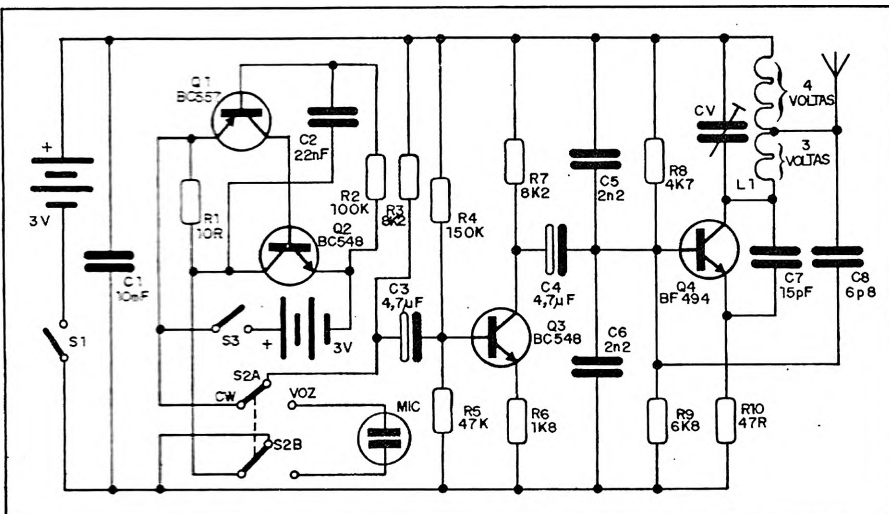 Q1
BC557
+
3V
S1
C1
10mF
R1
10R
C2
22nF
Q2
BC548
R2
100K
R3
8K2
S3
+
3V
S2A
CW
VOZ
S2B
MIC
C3
4,7µF
R4
150K
R5
47K
R7
8K2
Q3
BC548
R6
1K8
C4
4,7µF
C5
2n2
C6
2n2
R8
4K7
Q4
BF494
R9
6K8
R10
47R
CV
4
VOLTAS
3
VOLTAS
L1
C7
15pF
C8
6p8